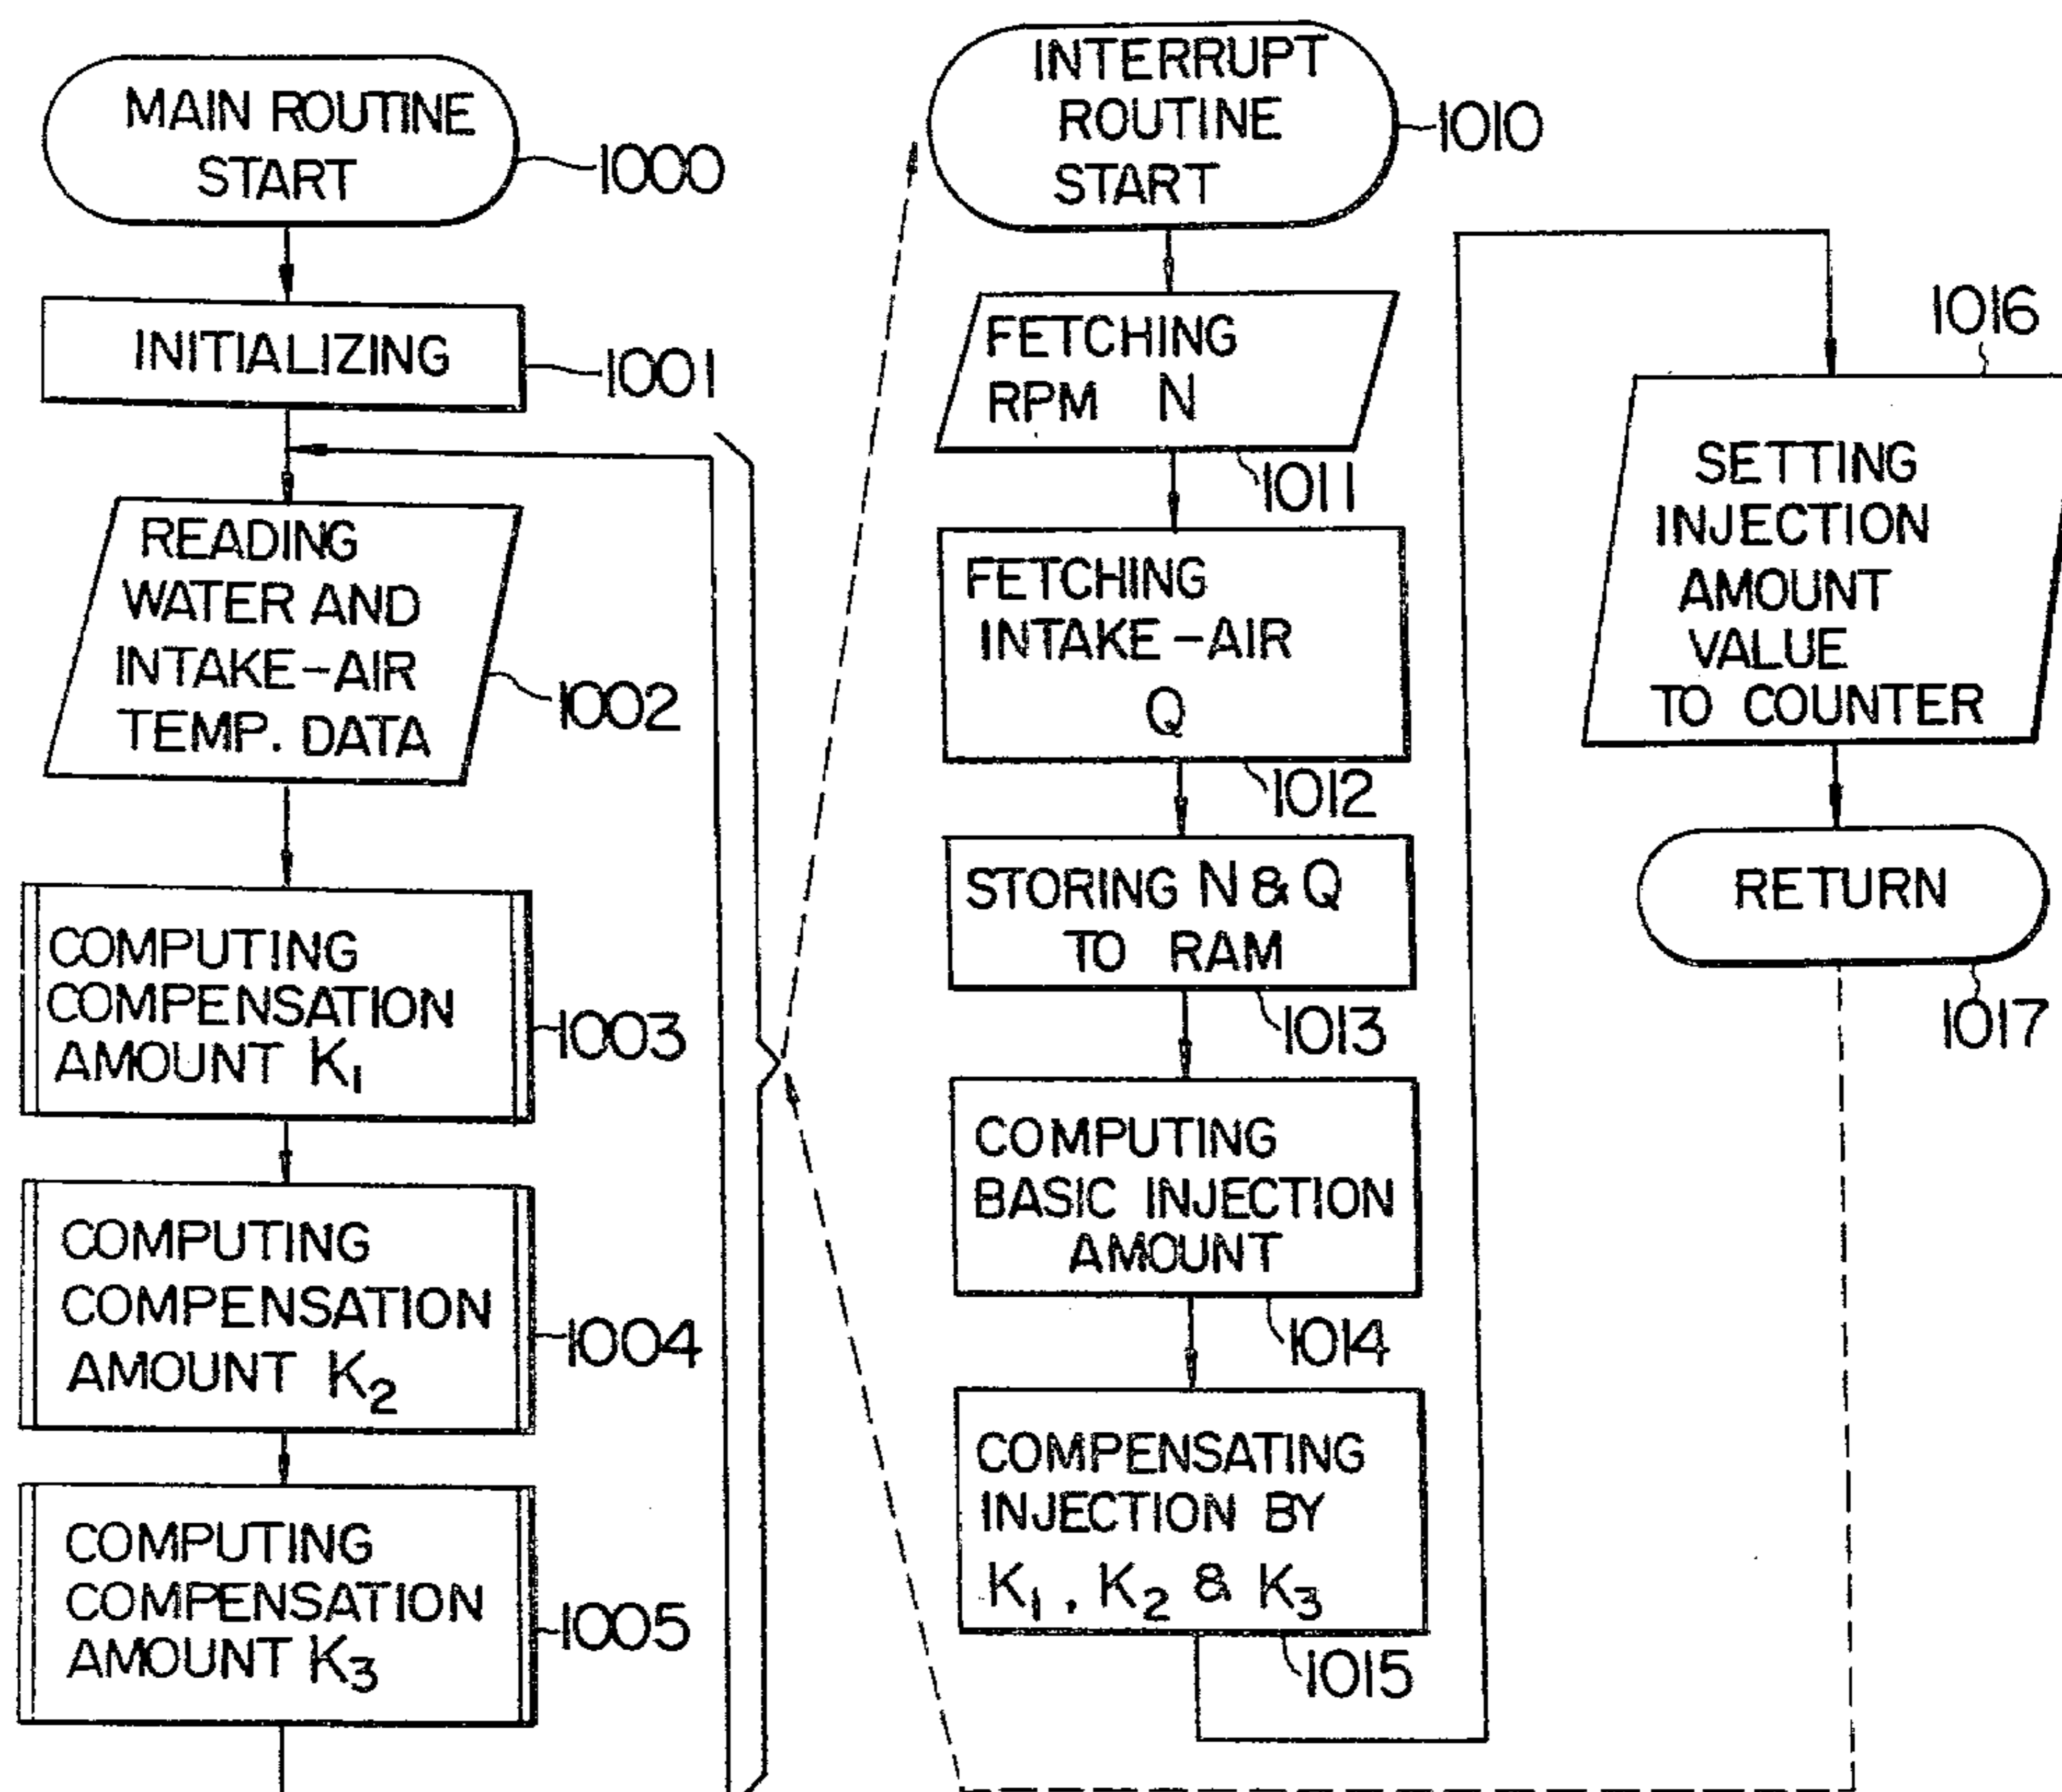 MAIN ROUTINE
START
1000
INITIALIZING
1001
READING
WATER AND
INTAKE-AIR
TEMP. DATA
1002
COMPUTING
COMPENSATION
AMOUNT K1
1003
COMPUTING
COMPENSATION
AMOUNT K2
1004
COMPUTING
COMPENSATION
AMOUNT K3
1005
INTERRUPT
ROUTINE
START
1010
FETCHING
RPM N
1011
FETCHING
INTAKE-AIR
Q
1012
STORING N & Q
TO RAM
1013
COMPUTING
BASIC INJECTION
AMOUNT
1014
COMPENSATING
INJECTION BY
K1, K2 & K3
1015
1016
SETTING
INJECTION
AMOUNT
VALUE
TO COUNTER
RETURN
1017